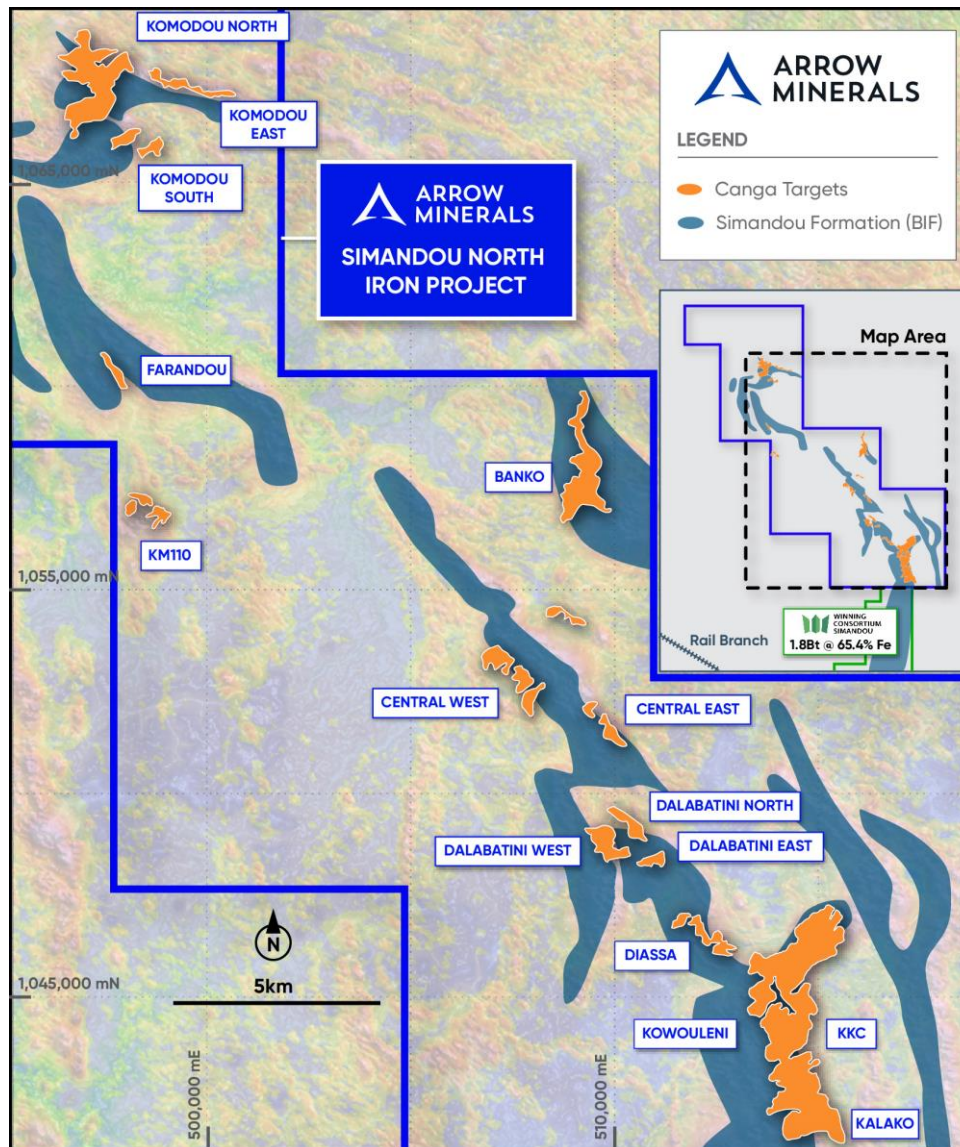 KOMODOU NORTH
KOMODOU
EAST
KOMODOU
SOUTH
1,065,000 mN
ARROW
MINERALS
SIMANDOU NORTH
IRON PROJECT
ARROW
MINERALS
LEGEND
Canga Targets
Simandou Formation (BIF)
Map Area
WINNING
CONSORTIUM
SIMANDOU
1.8Bt @ 65.4% Fe
Rail Branch
FARANDOU
BANKO
KM110
1,055,000 mN
CENTRAL WEST
CENTRAL EAST
DALABATINI NORTH
DALABATINI WEST
DALABATINI EAST
DIASSA
N
5km
1,045,000 mN
KOWOULENI
KKC
KALAKO
500,000 mE
510,000 mE